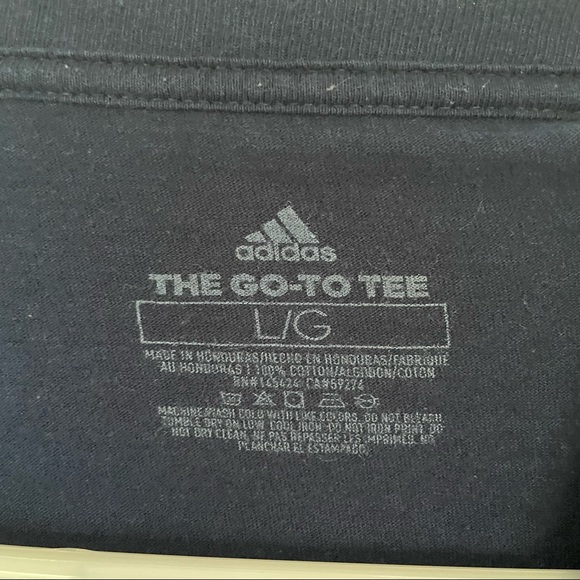 adidas
THE GO-TO TEE
L/G
MADE IN HONDURAS/HECHO EN HONDURAS/FABRIQUE
AU HONDURAS | 100% COTTON/ALGODON/COTON
RN# 145424 CA#59274
MACHINE WASH COLD WITH LIKE COLORS. DO NOT BLEACH.
TUMBLE DRY ON LOW. COOL IRON. DO NOT IRON PRINT. DO
NOT DRY CLEAN. NE PAS REPASSER LES IMPRIMES. NO
PLANCHAR EL ESTAMPADO.